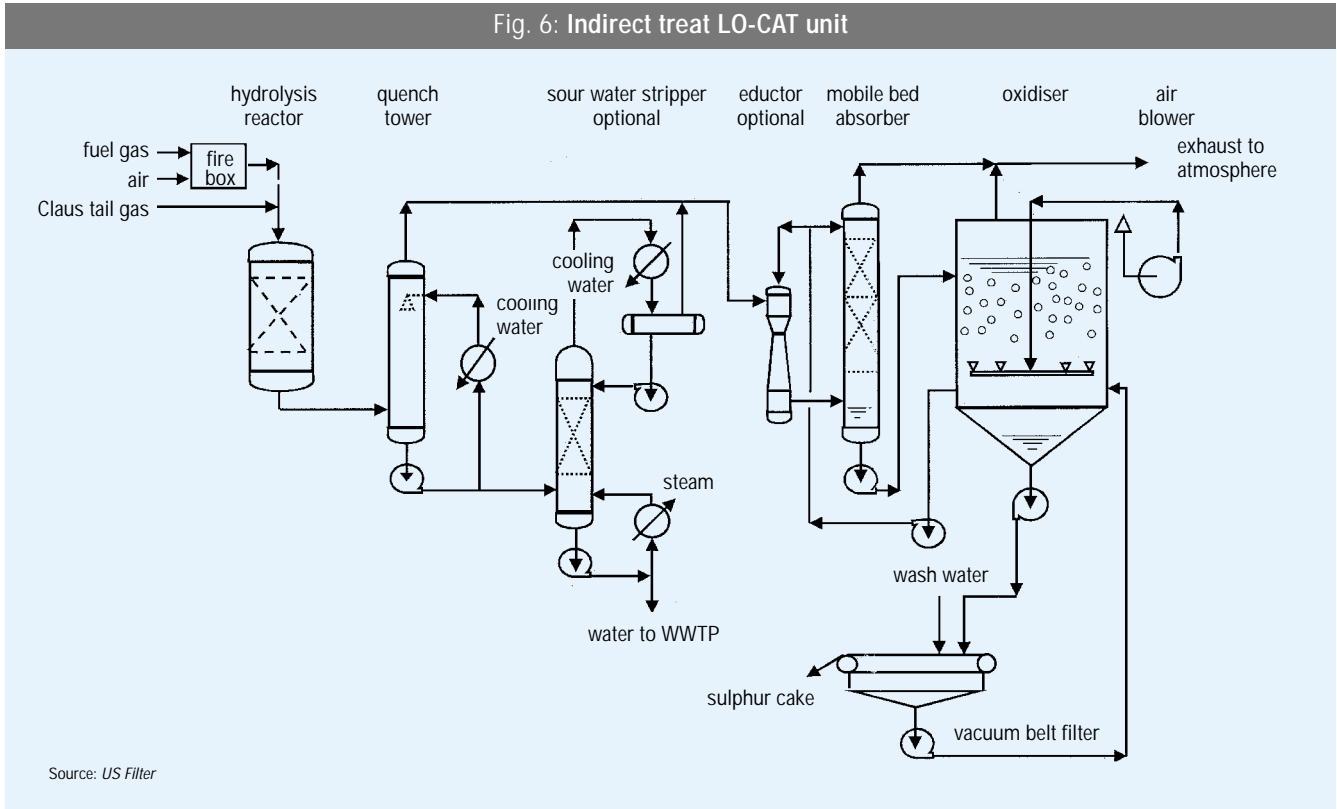 Fig. 6: Indirect treat LO-CAT unit
hydrolysis
reactor
quench
tower
sour water stripper
optional
eductor
optional
mobile bed
absorber
oxidiser
air
blower
fuel gas
air
fire
box
Claus tail gas
exhaust to
atmosphere
cooling
water
cooling
water
steam
water to WWTP
wash water
sulphur cake
vacuum belt filter
Source: US Filter